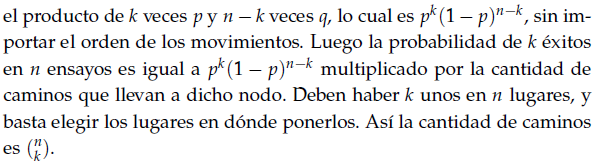 el producto de k veces p y n − k veces q, lo cual es p^k(1 − p)^{n−k}, sin im-
portar el orden de los movimientos. Luego la probabilidad de k éxitos
en n ensayos es igual a p^k(1 − p)^{n−k} multiplicado por la cantidad de
caminos que llevan a dicho nodo. Deben haber k unos en n lugares, y
basta elegir los lugares en dónde ponerlos. Así la cantidad de caminos
es \binom{n}{k}.